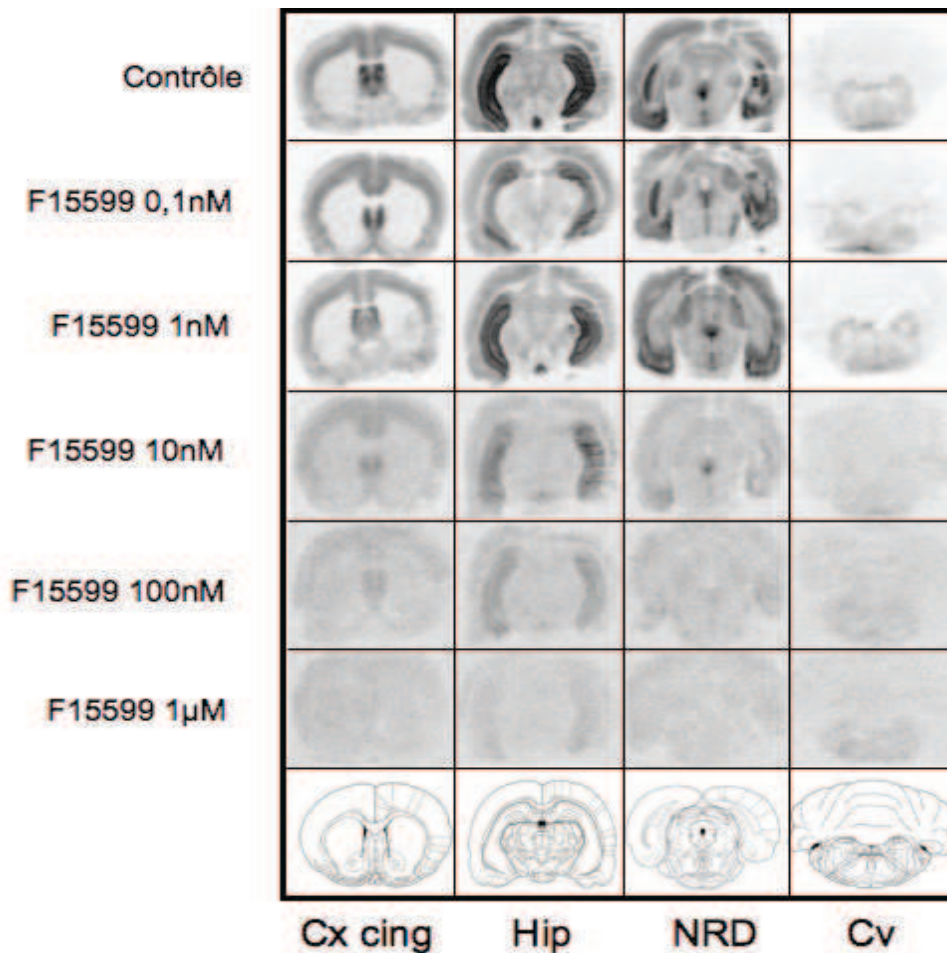 Contrôle
F15599 0,1nM
F15599 1nM
F15599 10nM
F15599 100nM
F15599 1µM
Cx cing Hip NRD Cv